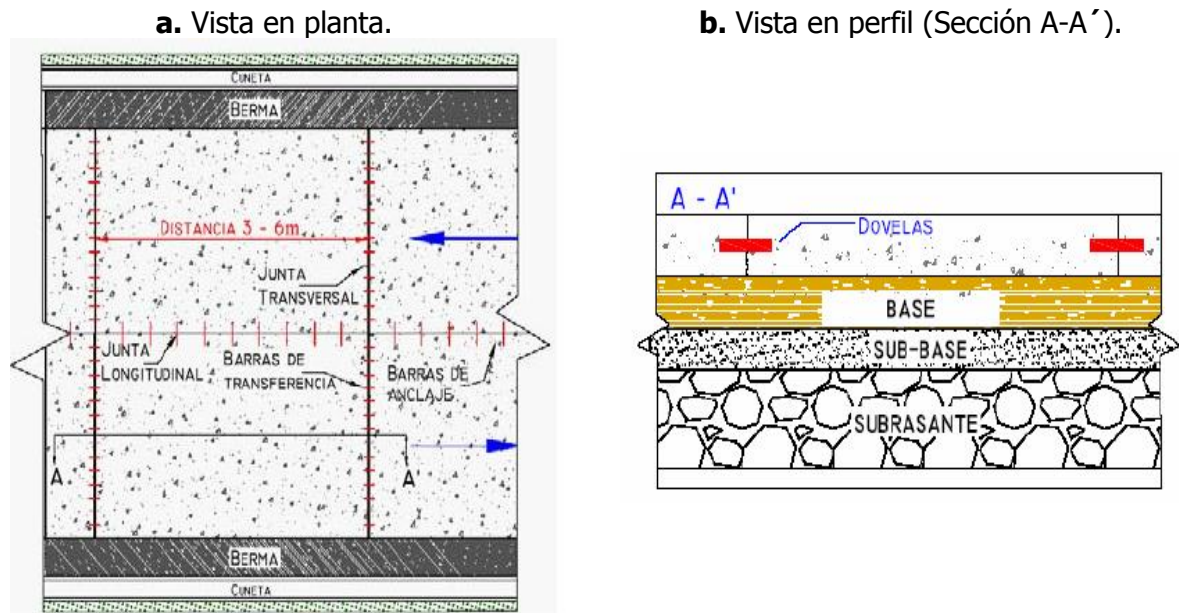 a. Vista en planta.
CUNETA
BERMA
DISTANCIA 3 - 6m
JUNTA
TRANSVERSAL
JUNTA
LONGITUDINAL
BARRAS DE
TRANSFERENCIA
BARRAS DE
ANCLAJE
A
A'
BERMA
CUNETA
b. Vista en perfil (Sección A-A´).
A - A'
DOVELAS
BASE
SUB-BASE
SUBRASANTE